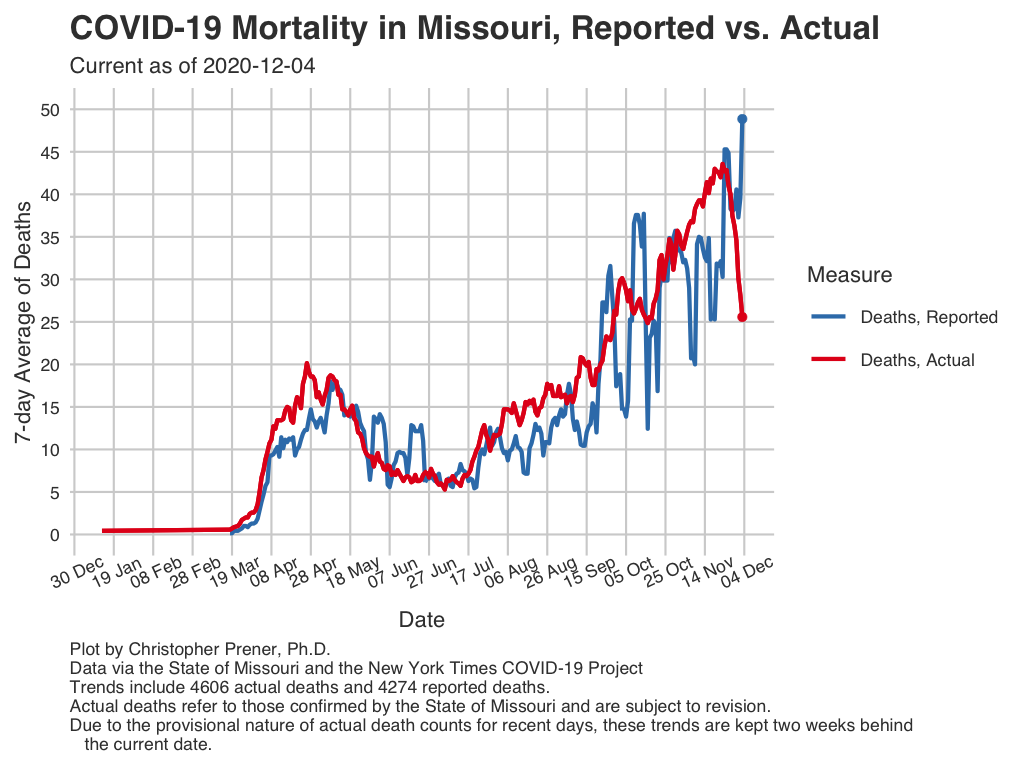 COVID-19 Mortality in Missouri, Reported vs. Actual
Current as of 2020-12-04
50
45
40
35
30
25
20
15
10
5
0
7-day Average of Deaths
30 Dec
19 Jan
08 Feb
28 Feb
19 Mar
08 Apr
28 Apr
18 May
07 Jun
27 Jun
17 Jul
06 Aug
26 Aug
15 Sep
05 Oct
25 Oct
14 Nov
04 Dec
Date
Measure
Deaths, Reported
Deaths, Actual
Plot by Christopher Prener, Ph.D.
Data via the State of Missouri and the New York Times COVID-19 Project
Trends include 4606 actual deaths and 4274 reported deaths.
Actual deaths refer to those confirmed by the State of Missouri and are subject to revision.
Due to the provisional nature of actual death counts for recent days, these trends are kept two weeks behind
the current date.